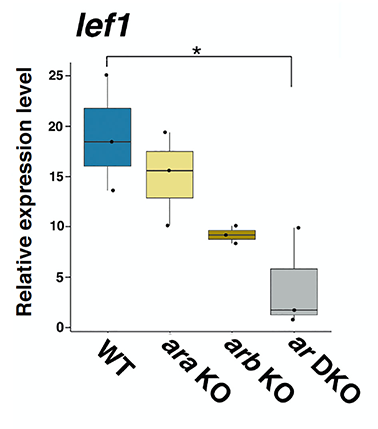 lef1
*
Relative expression level
25
20
15
10
5
0
WT
ara KO
arb KO
ar DKO